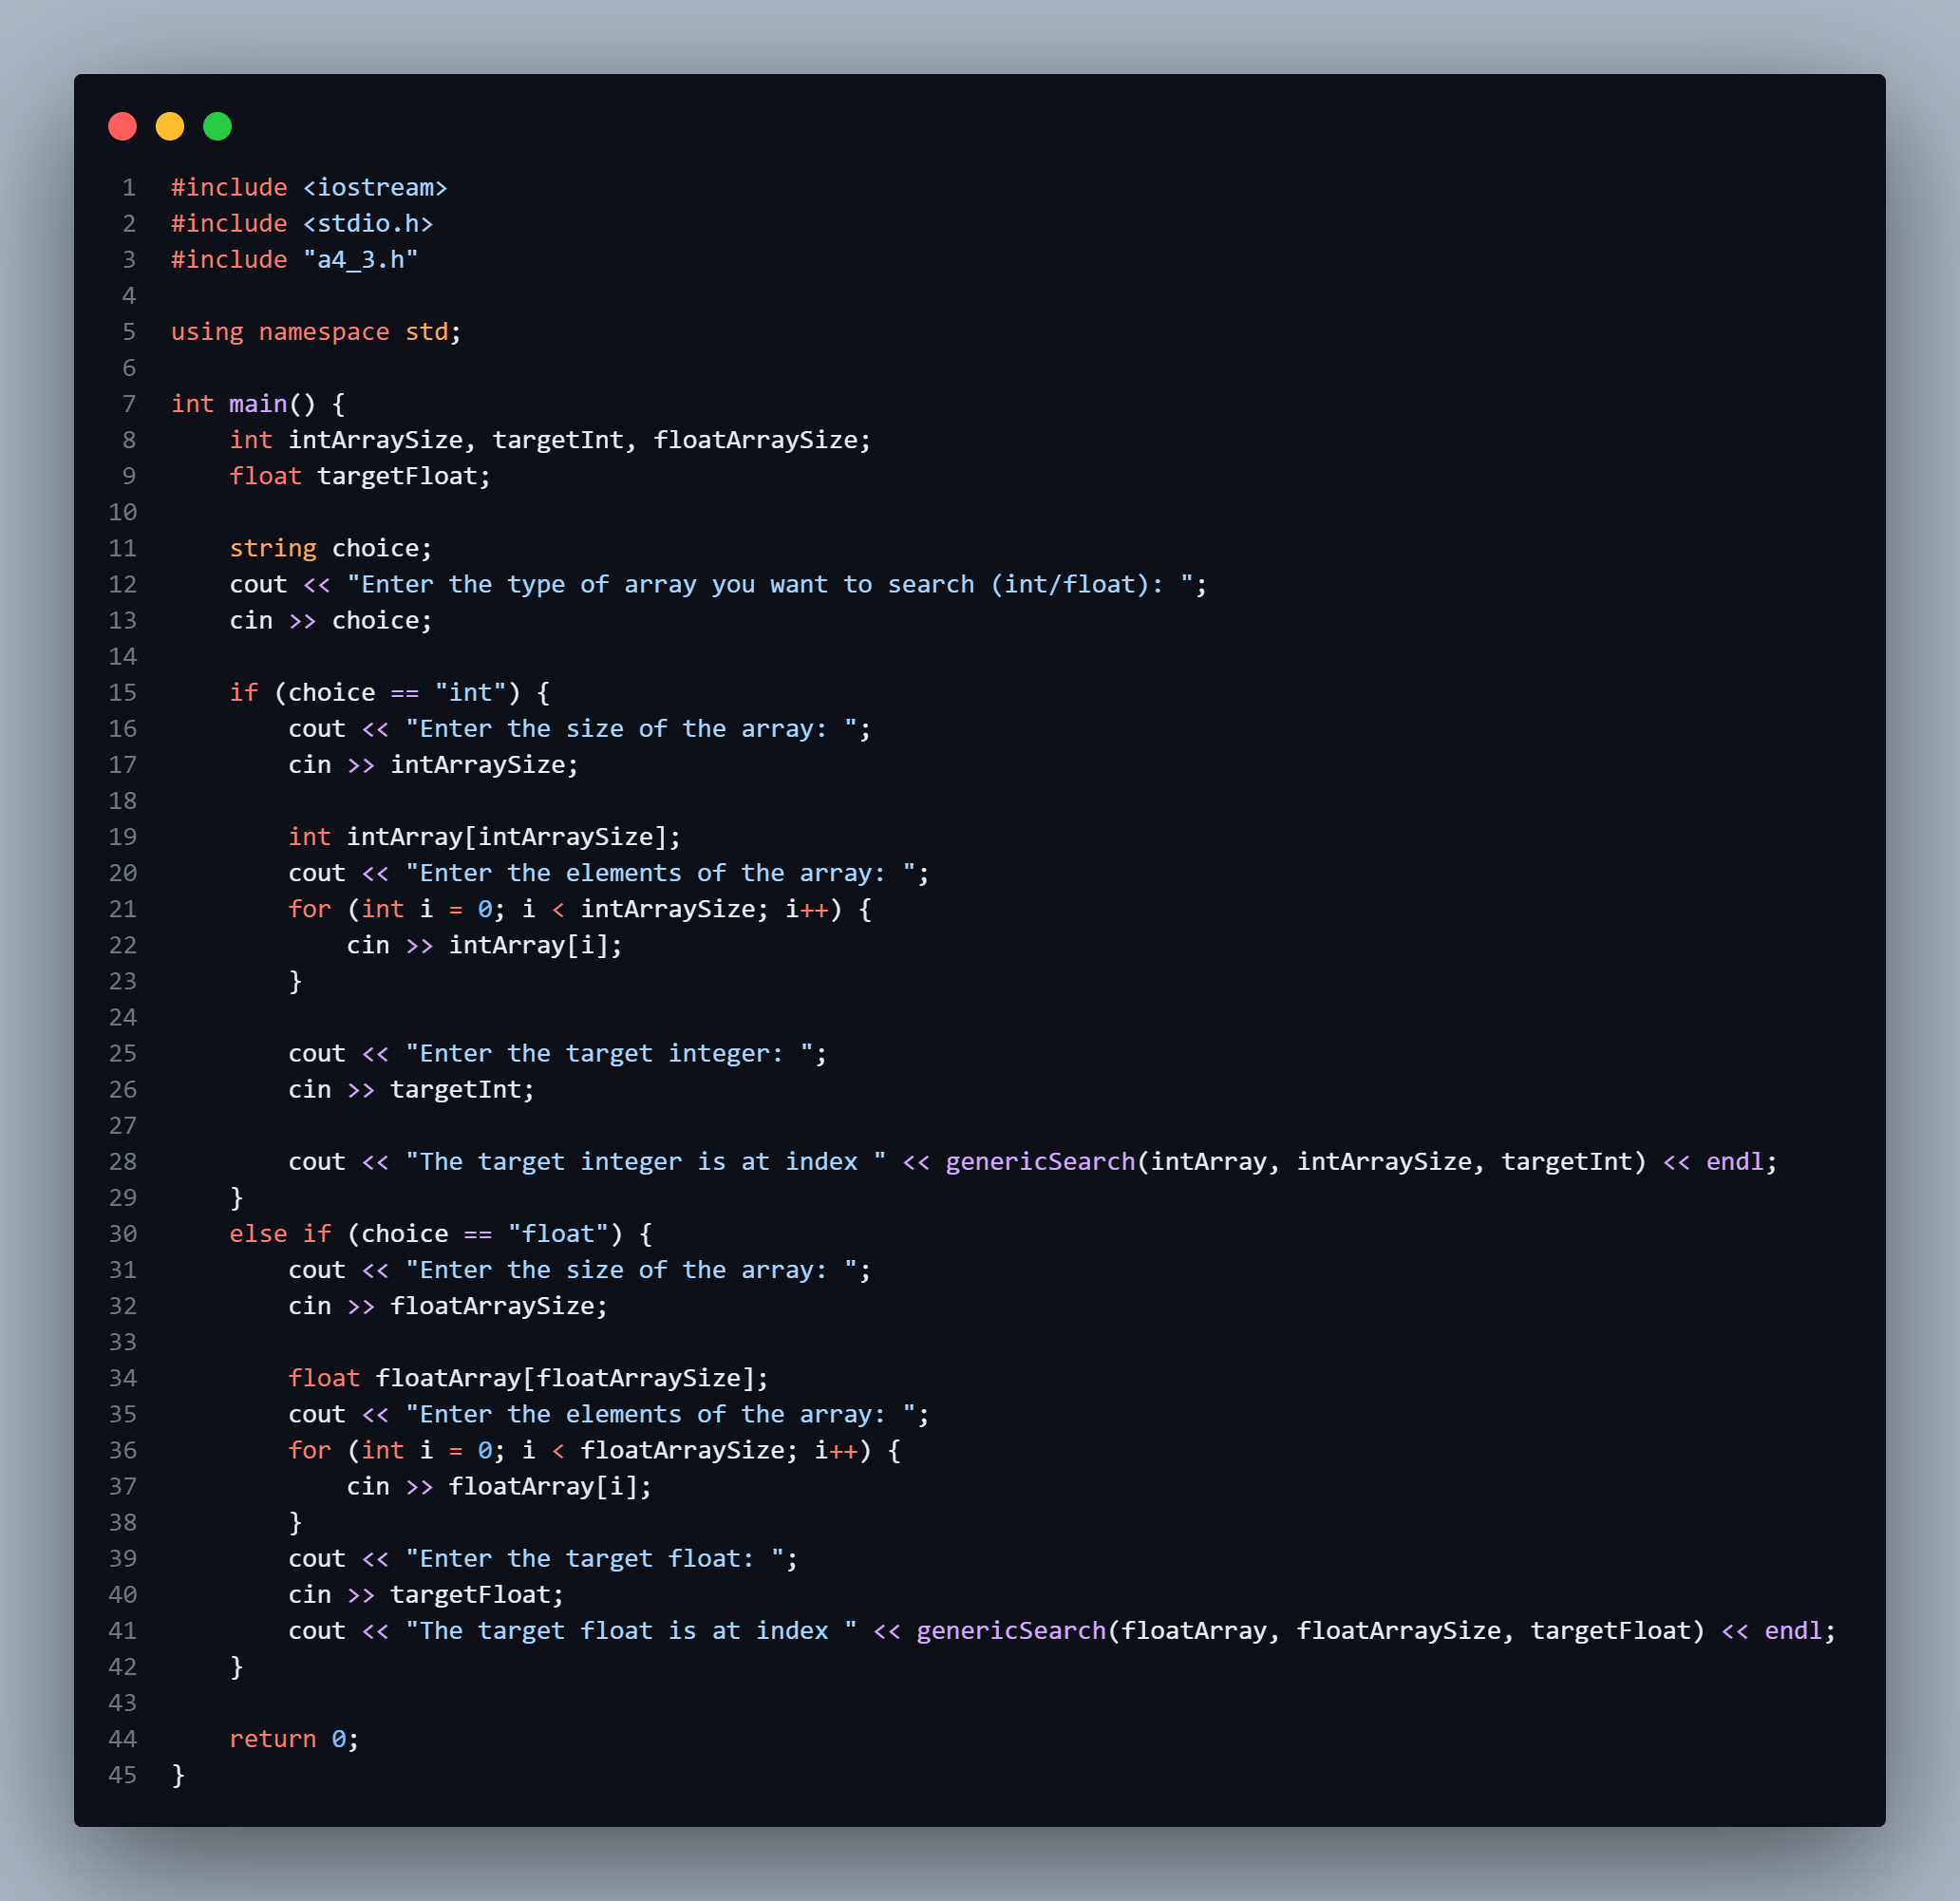 1 #include <iostream>
2 #include <stdio.h>
3 #include "a4_3.h"
4
5 using namespace std;
6
7 int main() {
8     int intArraySize, targetInt, floatArraySize;
9     float targetFloat;
10
11     string choice;
12     cout << "Enter the type of array you want to search (int/float): ";
13     cin >> choice;
14
15     if (choice == "int") {
16         cout << "Enter the size of the array: ";
17         cin >> intArraySize;
18
19         int intArray[intArraySize];
20         cout << "Enter the elements of the array: ";
21         for (int i = 0; i < intArraySize; i++) {
22             cin >> intArray[i];
23         }
24
25         cout << "Enter the target integer: ";
26         cin >> targetInt;
27
28         cout << "The target integer is at index " << genericSearch(intArray, intArraySize, targetInt) << endl;
29     }
30     else if (choice == "float") {
31         cout << "Enter the size of the array: ";
32         cin >> floatArraySize;
33
34         float floatArray[floatArraySize];
35         cout << "Enter the elements of the array: ";
36         for (int i = 0; i < floatArraySize; i++) {
37             cin >> floatArray[i];
38         }
39         cout << "Enter the target float: ";
40         cin >> targetFloat;
41         cout << "The target float is at index " << genericSearch(floatArray, floatArraySize, targetFloat) << endl;
42     }
43
44     return 0;
45 }